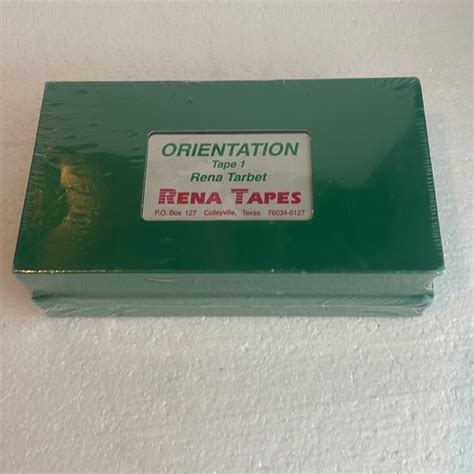 ORIENTATION
Tape 1
Rena Tarbet
RENA TAPES
P.O. Box 127 Colleyville, Texas 76034-0127